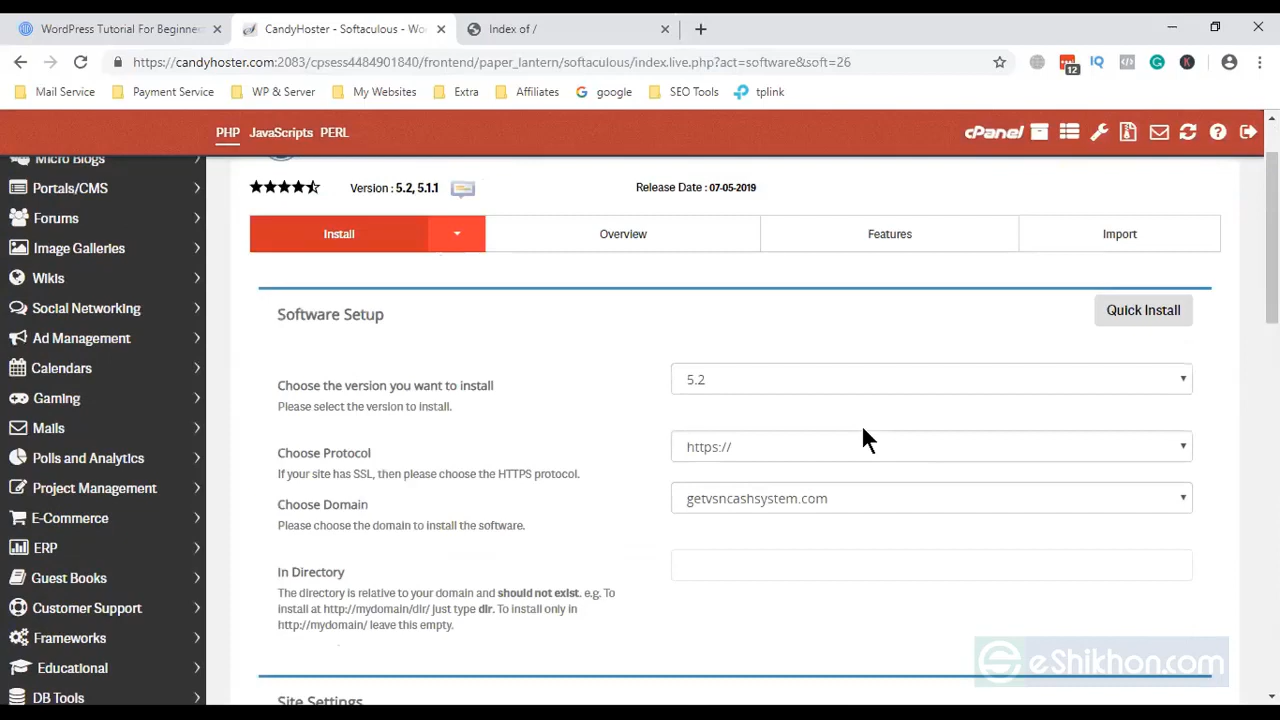 WordPress Tutorial For Beginner
CandyHoster - Softaculous - Wo
Index of /
https://candyhoster.com:2083/cpsess4484901840/frontend/paper_lantern/softaculous/index.live.php?act=software&soft=26
12
IQ
K
Mail Service
Payment Service
WP & Server
My Websites
Extra
Affiliates
google
SEO Tools
tplink
PHP
JavaScripts
PERL
cPanel
Micro Blogs
Portals/CMS
Forums
Image Galleries
Wikis
Social Networking
Ad Management
Calendars
Gaming
Mails
Polls and Analytics
Project Management
E-Commerce
ERP
Guest Books
Customer Support
Frameworks
Educational
DB Tools
Version : 5.2, 5.1.1
Release Date : 07-05-2019
Install
Overview
Features
Import
Software Setup
Quick Install
Choose the version you want to install
Please select the version to install.
5.2
Choose Protocol
If your site has SSL, then please choose the HTTPS protocol.
https://
Choose Domain
Please choose the domain to install the software.
getvsncashsystem.com
In Directory
The directory is relative to your domain and should not exist. e.g. To
install at http://mydomain/dir/ just type dir. To install only in
http://mydomain/ leave this empty.
eShikhon.com
Site Settings